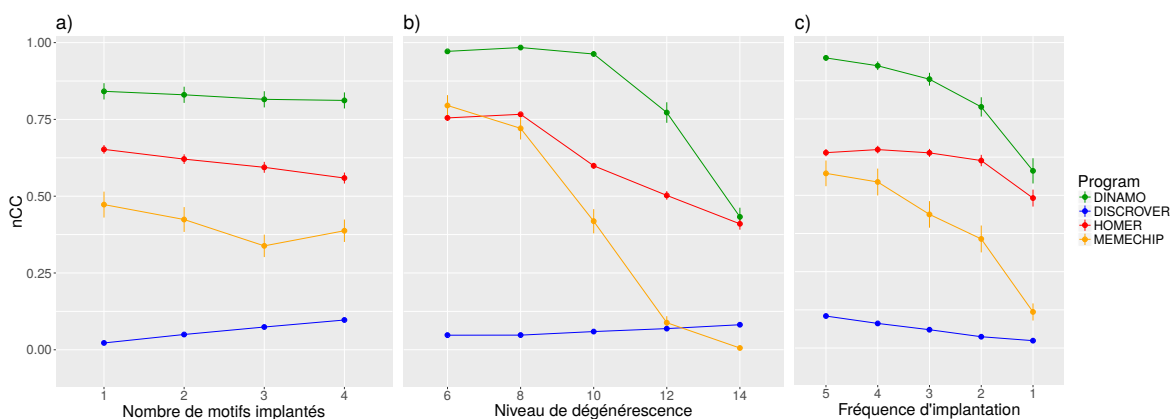 a)
b)
c)
1.00
0.75
0.50
0.25
0.00
nCC
1 2 3 4
6 8 10 12 14
5 4 3 2 1
Nombre de motifs implantés
Niveau de dégénérescence
Fréquence d'implantation
Program
DINAMO
DISCROVER
HOMER
MEMECHIP